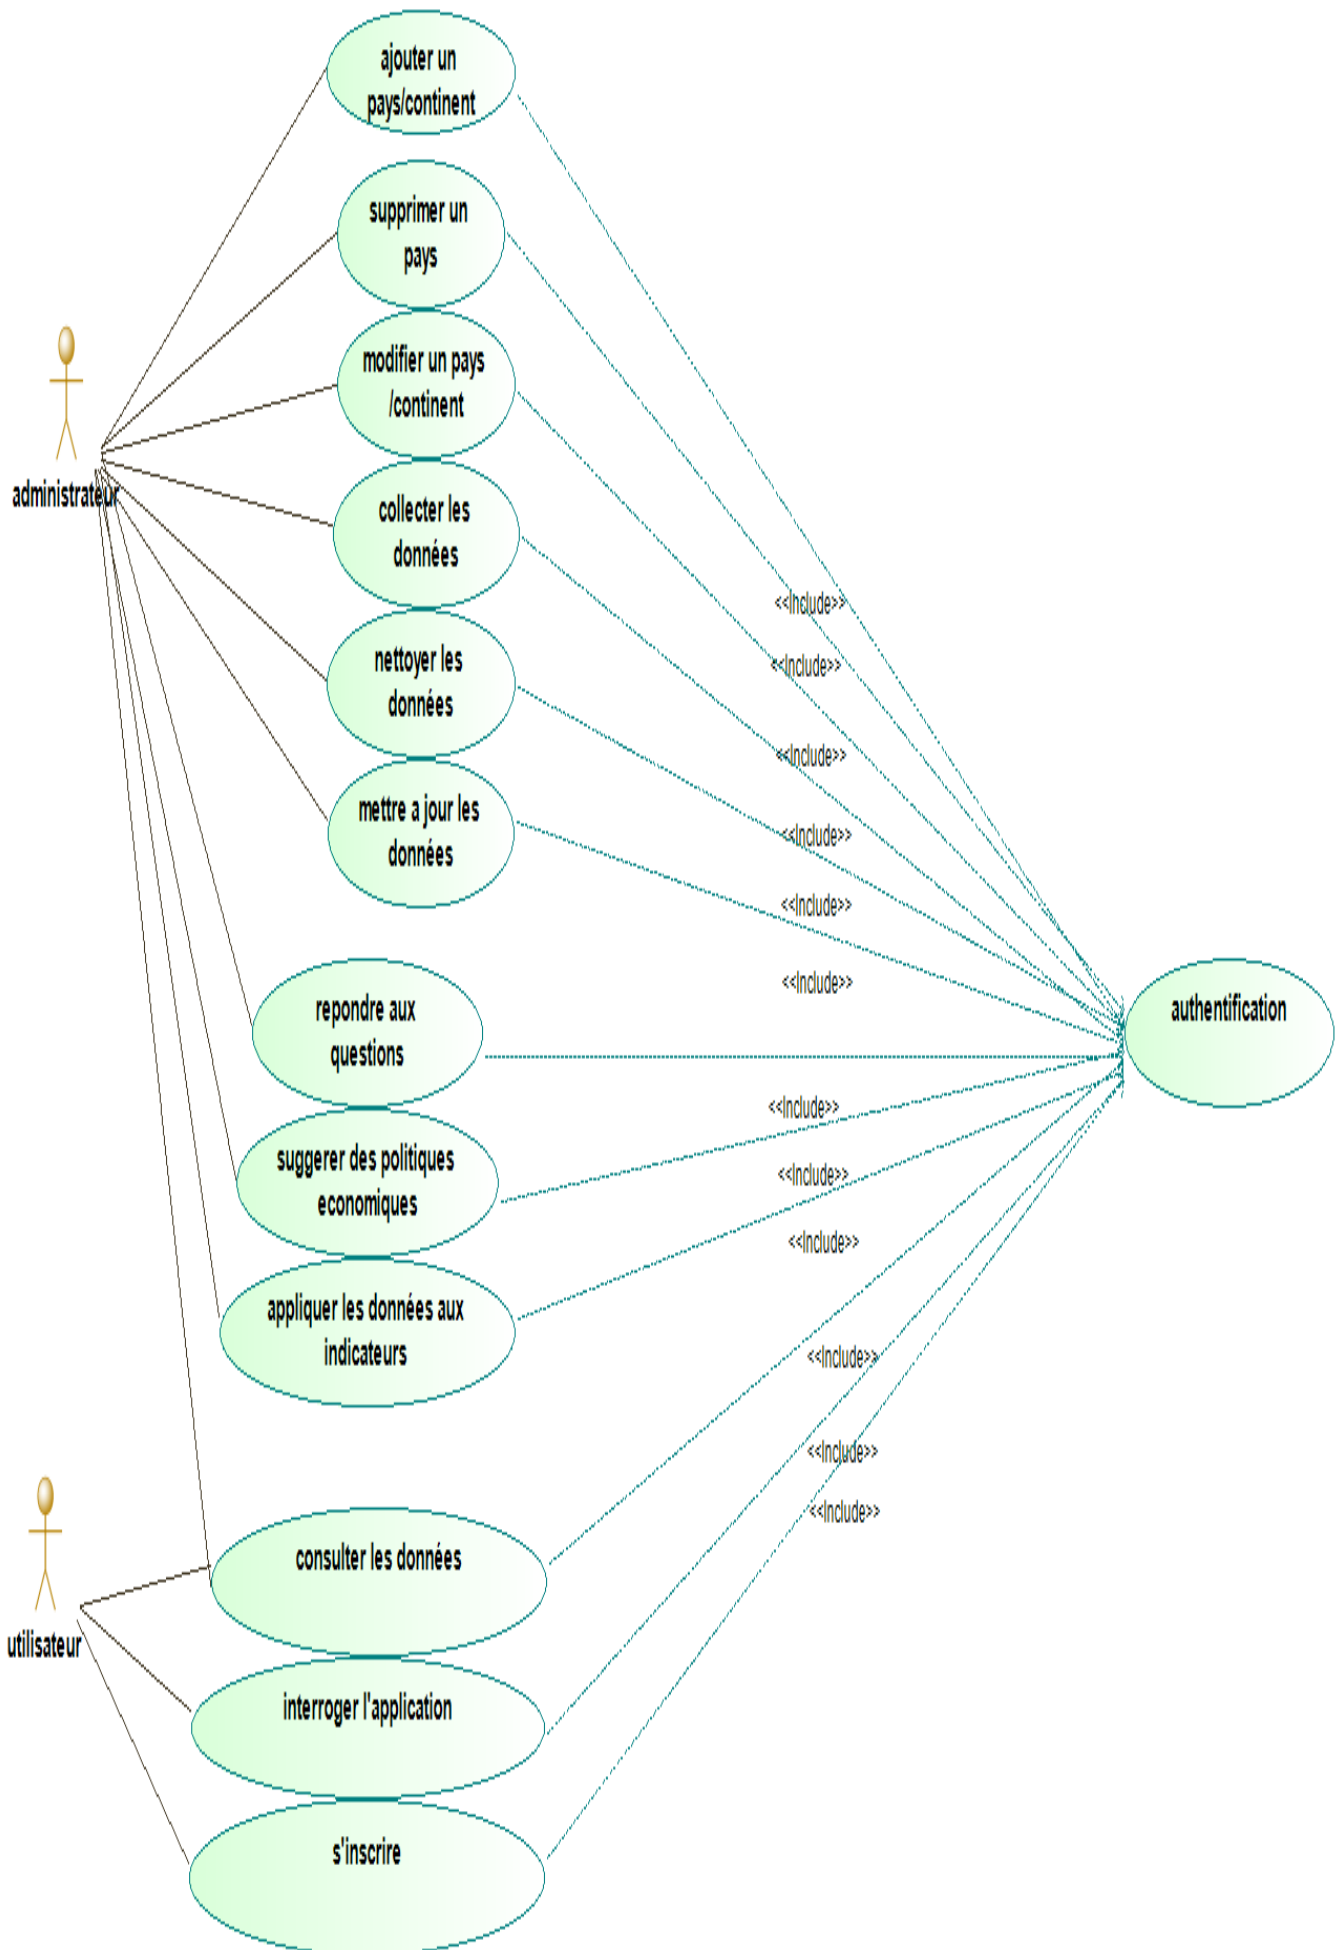 ajouter un
pays/continent
supprimer un
pays
modifier un pays
/continent
administrateur
collecter les
données
<<Include>>
nettoyer les
données
<<Include>>
<<Include>>
mettre a jour les
données
<<Include>>
<<Include>>
<<Include>>
repondre aux
questions
authentification
<<Include>>
suggerer des politiques
economiques
<<Include>>
<<Include>>
appliquer les données aux
indicateurs
<<Include>>
<<Include>>
<<Include>>
consulter les données
utilisateur
interroger l'application
s'inscrire